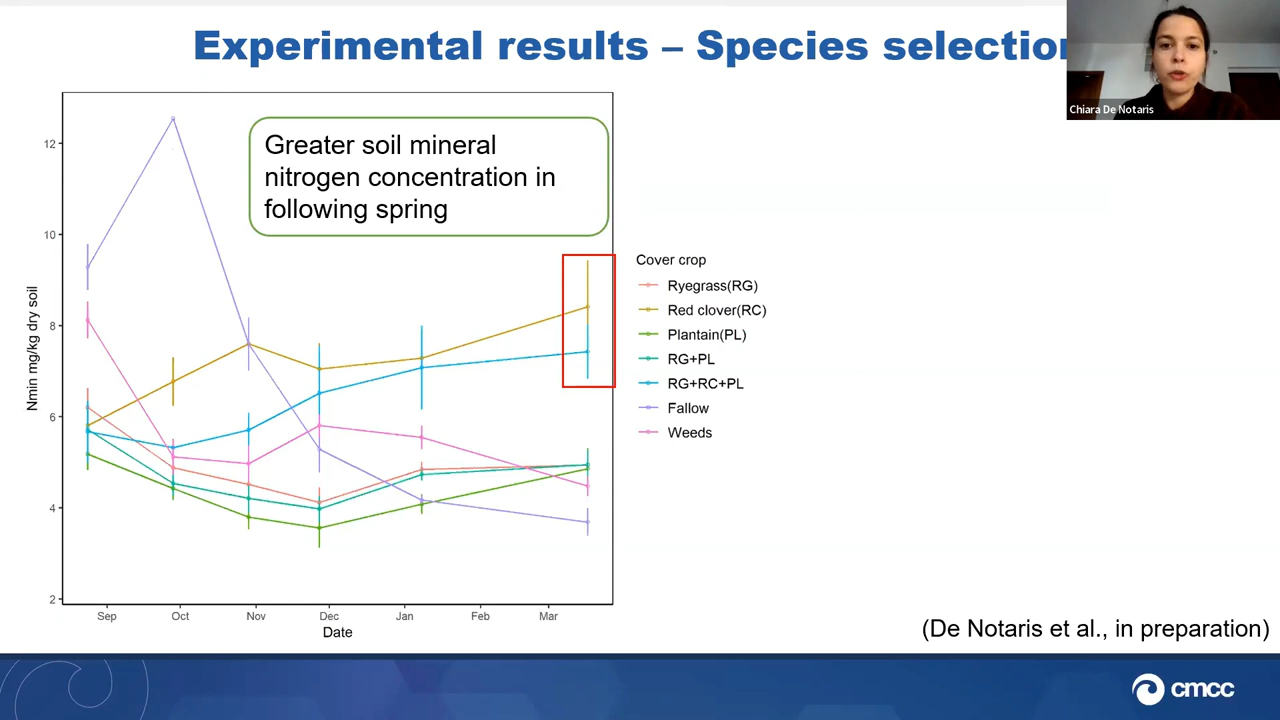 Experimental results – Species selection
Chiara De Notaris
Greater soil mineral
nitrogen concentration in
following spring
Nmin mg/kg dry soil
12
10
8
6
4
2
Sep Oct Nov Dec Jan Feb Mar
Date
Cover crop
Ryegrass(RG)
Red clover(RC)
Plantain(PL)
RG+PL
RG+RC+PL
Fallow
Weeds
(De Notaris et al., in preparation)
cmcc